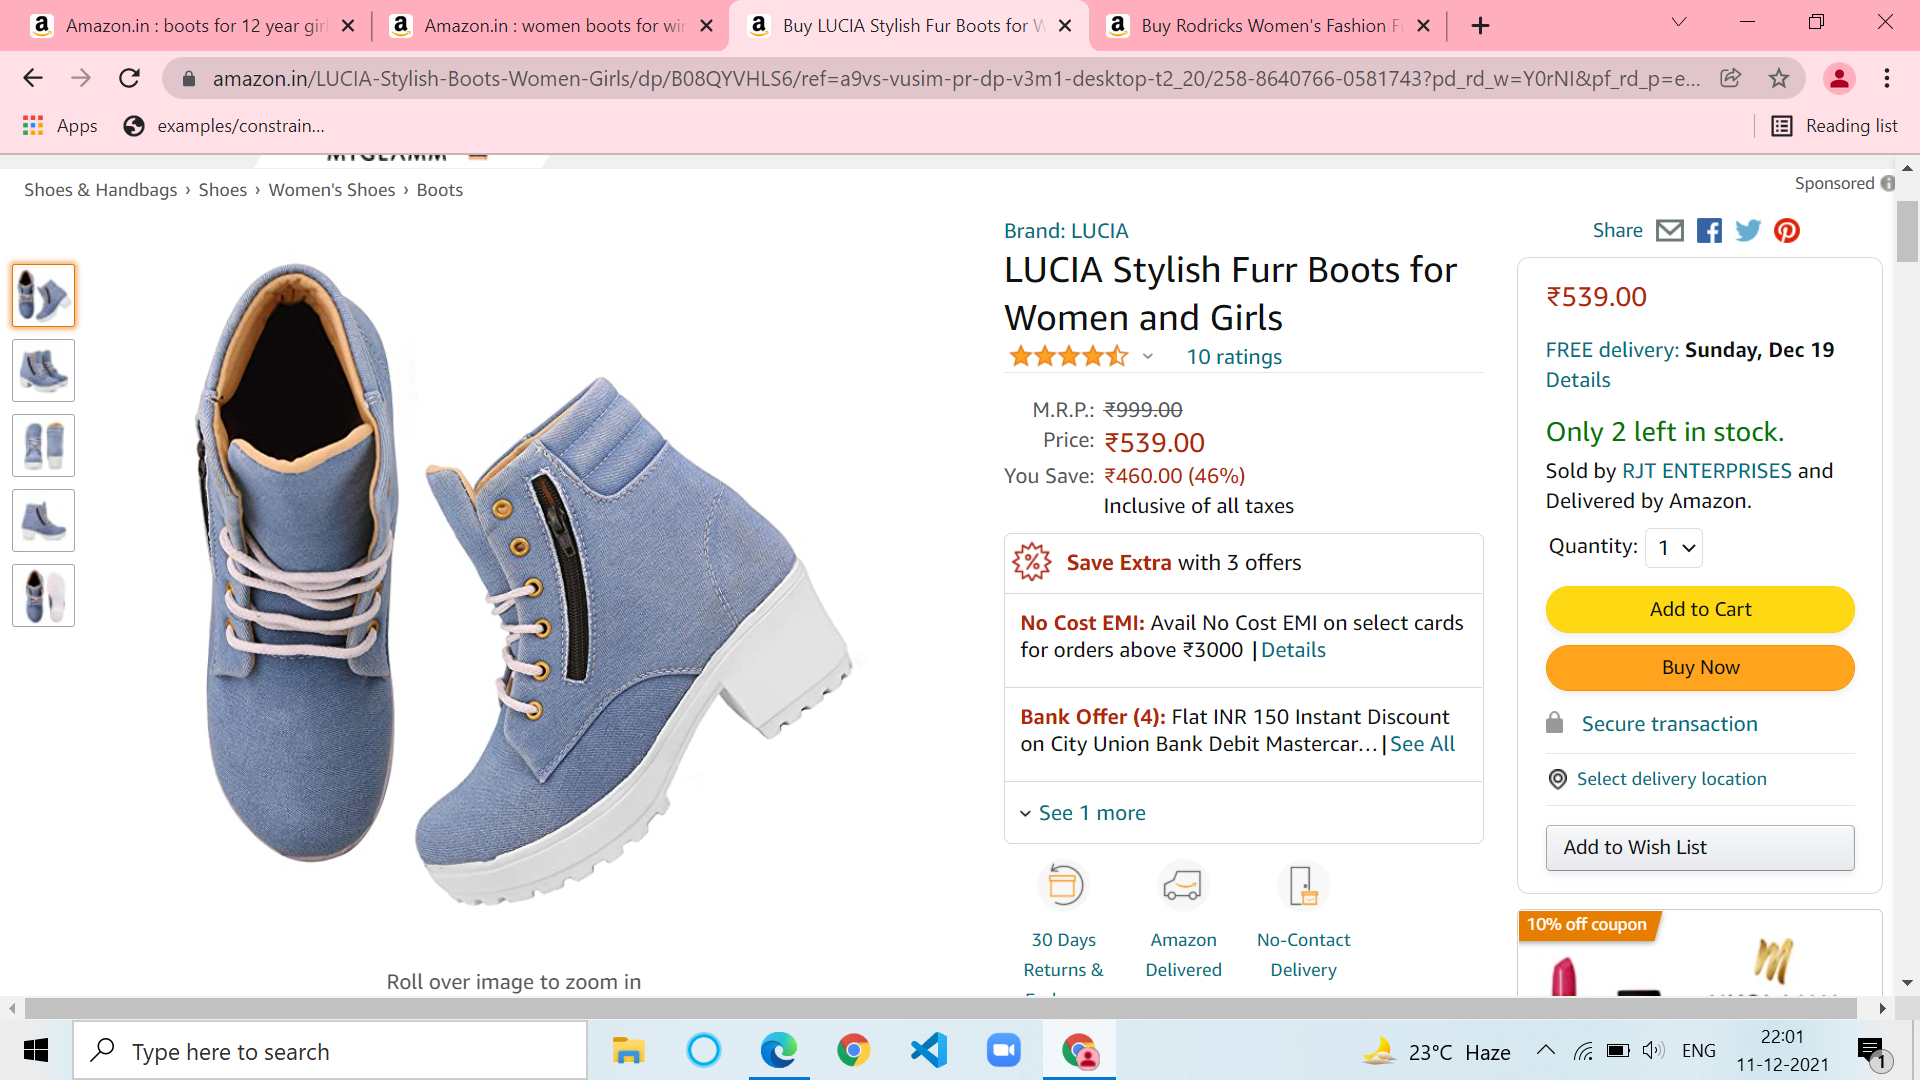 Amazon.in : boots for 12 year girl
Amazon.in : women boots for win
Buy LUCIA Stylish Fur Boots for W
Buy Rodricks Women's Fashion Fu
amazon.in/LUCIA-Stylish-Boots-Women-Girls/dp/B08QYVHLS6/ref=a9vs-vusim-pr-dp-v3m1-desktop-t2_20/258-8640766-0581743?pd_rd_w=Y0rNI&pf_rd_p=e...
Apps
examples/constrain...
Reading list
MYGLAMM
Shoes & Handbags › Shoes › Women's Shoes › Boots
Sponsored
Brand: LUCIA
Share
LUCIA Stylish Furr Boots for
Women and Girls
10 ratings
M.R.P.: ₹999.00
Price: ₹539.00
You Save: ₹460.00 (46%)
Inclusive of all taxes
Save Extra with 3 offers
No Cost EMI: Avail No Cost EMI on select cards
for orders above ₹3000 | Details
Bank Offer (4): Flat INR 150 Instant Discount
on City Union Bank Debit Mastercar… | See All
See 1 more
30 Days
Returns &
Amazon
Delivered
No-Contact
Delivery
Roll over image to zoom in
₹539.00
FREE delivery: Sunday, Dec 19
Details
Only 2 left in stock.
Sold by RJT ENTERPRISES and
Delivered by Amazon.
Quantity: 1
Add to Cart
Buy Now
Secure transaction
Select delivery location
Add to Wish List
10% off coupon
Type here to search
23°C Haze
ENG
22:01
11-12-2021
1